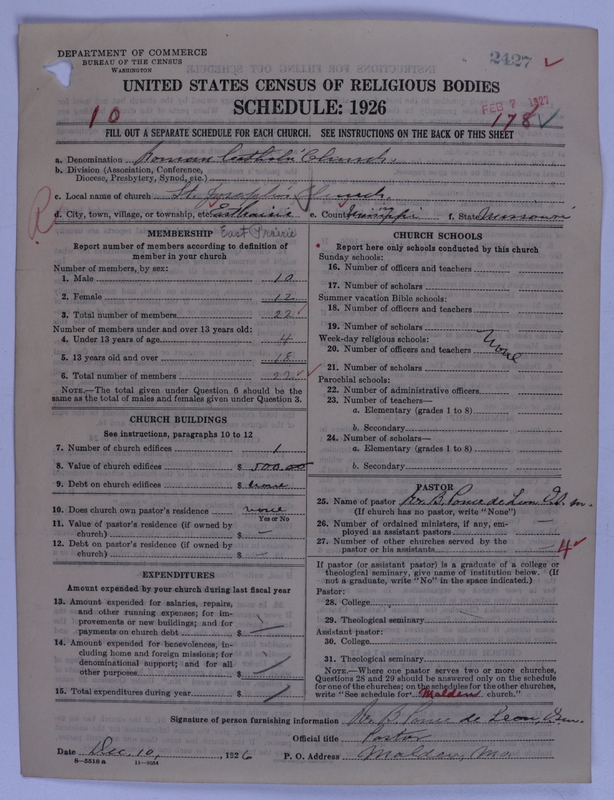 DEPARTMENT OF COMMERCE
BUREAU OF THE CENSUS
WASHINGTON
2427
UNITED STATES CENSUS OF RELIGIOUS BODIES
SCHEDULE: 1926
FEB 7 1927
10
178
FILL OUT A SEPARATE SCHEDULE FOR EACH CHURCH. SEE INSTRUCTIONS ON THE BACK OF THIS SHEET
a. Denomination Roman Catholic Church
b. Division (Association, Conference,
Diocese, Presbytery, Synod, etc.)
c. Local name of church St. Joseph's Church
d. City, town, village, or township, etc. East Prairie e. County Mississippi f. State Missouri
East Prairie
MEMBERSHIP
Report number of members according to definition of
member in your church
Number of members, by sex:
1. Male 10
2. Female 12
3. Total number of members 22
Number of members under and over 13 years old:
4. Under 13 years of age 4
5. 13 years old and over 18
6. Total number of members 22
NOTE.—The total given under Question 6 should be
same as the total of males and females given under Question 3.
CHURCH BUILDINGS
See instructions, paragraphs 10 to 12
7. Number of church edifices 1
8. Value of church edifices $ 500.00
9. Debt on church edifices $ none
10. Does church own pastor's residence none
Yes or No
11. Value of pastor's residence (if owned by
church) $ —
12. Debt on pastor's residence (if owned by
church) $ —
EXPENDITURES
Amount expended by your church during last fiscal year
13. Amount expended for salaries, repairs,
and other running expenses; for im-
provements or new buildings; and for
payments on church debt $
14. Amount expended for benevolences, in-
cluding home and foreign missions; for
denominational support; and for all
other purposes $
15. Total expenditures during year $
CHURCH SCHOOLS
Report here only schools conducted by this church
Sunday schools:
16. Number of officers and teachers
17. Number of scholars
Summer vacation Bible schools:
18. Number of officers and teachers
19. Number of scholars
Week-day religious schools:
20. Number of officers and teachers None
21. Number of scholars
Parochial schools:
22. Number of administrative officers
23. Number of teachers—
a. Elementary (grades 1 to 8)
b. Secondary
24. Number of scholars—
a. Elementary (grades 1 to 8)
b. Secondary
PASTOR
25. Name of pastor B. Ponce de Leon
(If church has no pastor, write "None")
26. Number of ordained ministers, if any, em-
ployed as assistant pastors —
27. Number of other churches served by the
pastor or his assistants 4
If pastor (or assistant pastor) is a graduate of a college or
theological seminary, give name of institution below. (If
not a graduate, write "No" in the space indicated.)
Pastor:
28. College
29. Theological seminary
Assistant pastor:
30. College
31. Theological seminary
NOTE.—Where one pastor serves two or more churches,
Questions 28 and 29 should be answered only on the schedule
for one of the churches; on the schedules for the other churches,
write "See schedule for Malden church."
Signature of person furnishing information B. Ponce de Leon
Official title Pastor
Date Dec. 10, 1926 P. O. Address Malden, Mo.
8—5518 a